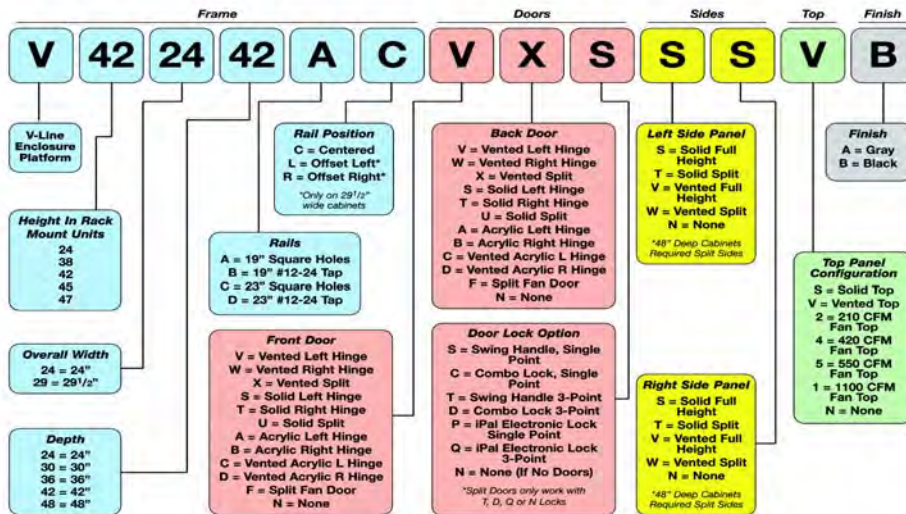 Frame
Doors
Sides
Top
Finish
V 42 24 42 A C V X S S S V B
V-Line
Enclosure
Platform
Height In Rack
Mount Units
24
38
42
45
47
Overall Width
24 = 24"
29 = 29 1/2"
Depth
24 = 24"
30 = 30"
36 = 36"
42 = 42"
48 = 48"
Rail Position
C = Centered
L = Offset Left*
R = Offset Right*
*Only on 29 1/2"
wide cabinets
Rails
A = 19" Square Holes
B = 19" #12-24 Tap
C = 23" Square Holes
D = 23" #12-24 Tap
Front Door
V = Vented Left Hinge
W = Vented Right Hinge
X = Vented Split
S = Solid Left Hinge
T = Solid Right Hinge
U = Solid Split
A = Acrylic Left Hinge
B = Acrylic Right Hinge
C = Vented Acrylic L Hinge
D = Vented Acrylic R Hinge
F = Split Fan Door
N = None
Back Door
V = Vented Left Hinge
W = Vented Right Hinge
X = Vented Split
S = Solid Left Hinge
T = Solid Right Hinge
U = Solid Split
A = Acrylic Left Hinge
B = Acrylic Right Hinge
C = Vented Acrylic L Hinge
D = Vented Acrylic R Hinge
F = Split Fan Door
N = None
Door Lock Option
S = Swing Handle, Single
Point
C = Combo Lock, Single
Point
T = Swing Handle 3-Point
D = Combo Lock 3-Point
P = iPal Electronic Lock
Single Point
Q = iPal Electronic Lock
3-Point
N = None (If No Doors)
*Split Doors only work with
T, D, Q or N Locks
Left Side Panel
S = Solid Full
Height
T = Solid Split
V = Vented Full
Height
W = Vented Split
N = None
*48" Deep Cabinets
Required Split Sides
Right Side Panel
S = Solid Full
Height
T = Solid Split
V = Vented Full
Height
W = Vented Split
N = None
*48" Deep Cabinets
Required Split Sides
Top Panel
Configuration
S = Solid Top
V = Vented Top
2 = 210 CFM
Fan Top
4 = 420 CFM
Fan Top
5 = 550 CFM
Fan Top
1 = 1100 CFM
Fan Top
N = None
Finish
A = Gray
B = Black